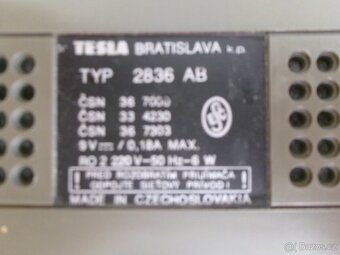 TESLA BRATISLAVA k.p.
TYP 2836 AB
ČSN 36 7000
ČSN 33 4230
ČSN 36 7303
9V⎓/0,18A MAX.
RO 2 220V~50 Hz-6 W
! PRED ROZOBRATÍM PRIJÍMAČA !
ODPOJTE SIEŤOVÝ PRÍVOD
MADE IN CZECHOSLOVAKIA